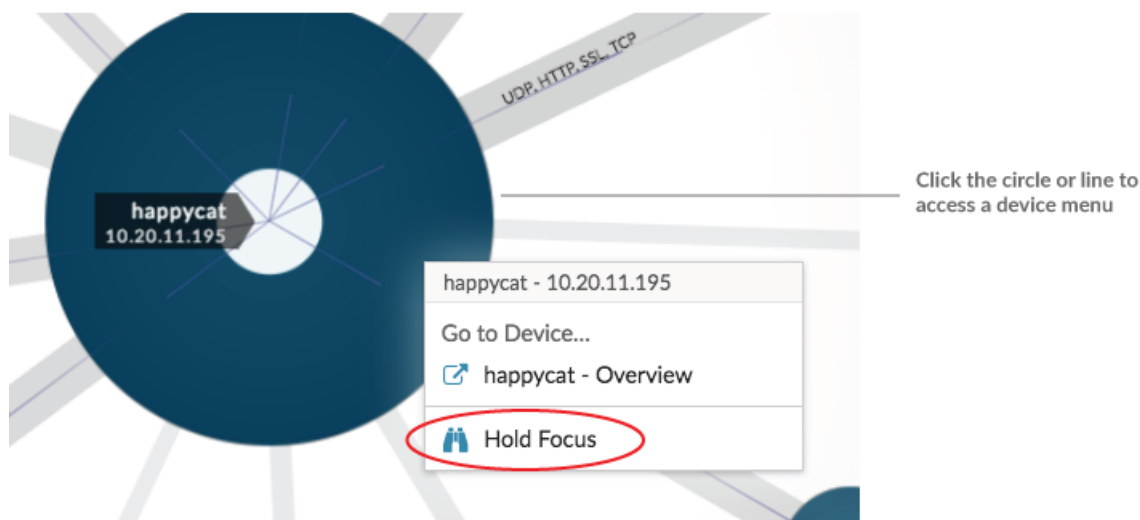 UDP, HTTP, SSL, TCP
Click the circle or line to
access a device menu
happycat
10.20.11.195
happycat - 10.20.11.195
Go to Device...
happycat - Overview
Hold Focus